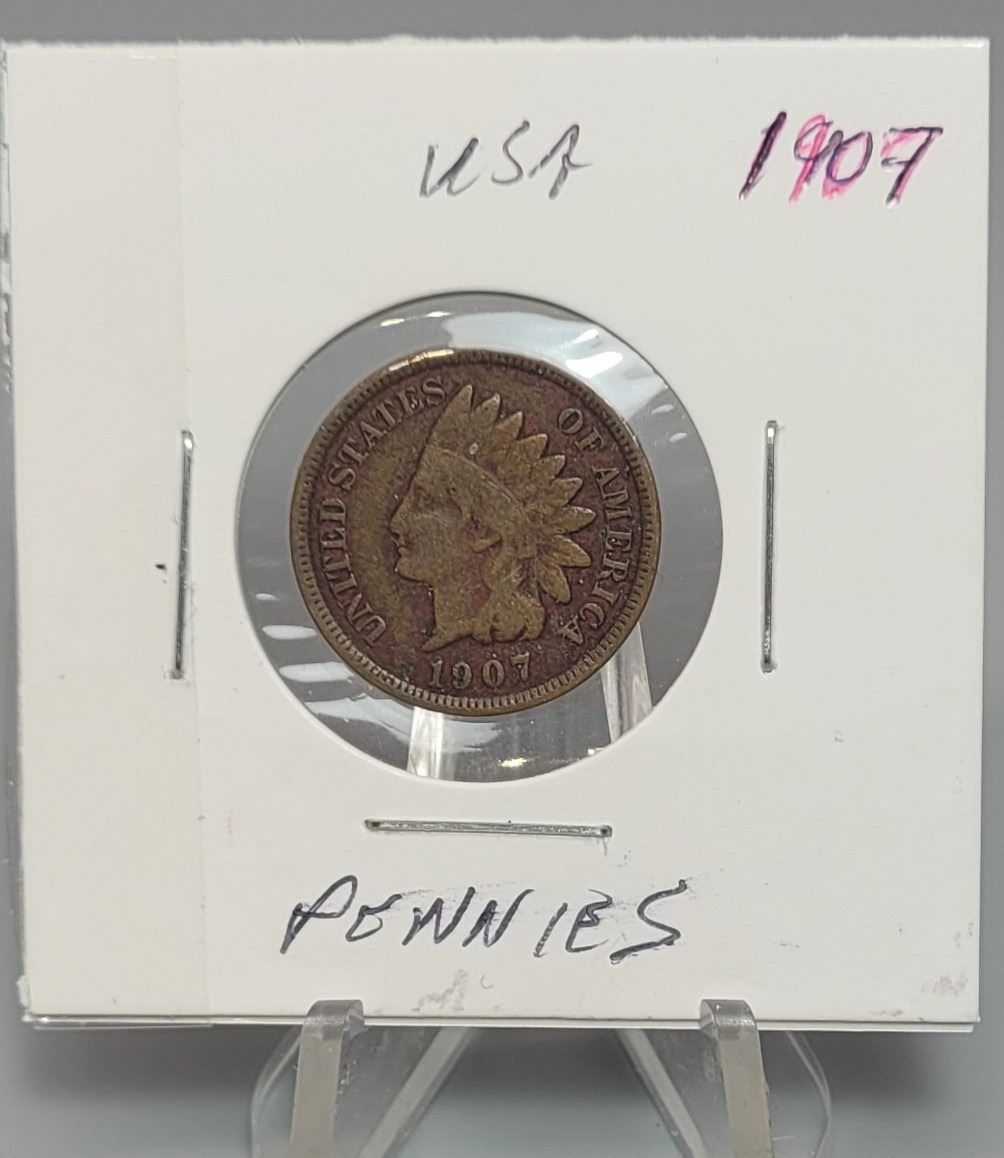 USA 1907
UNITED STATES OF AMERICA
1907
PENNIES